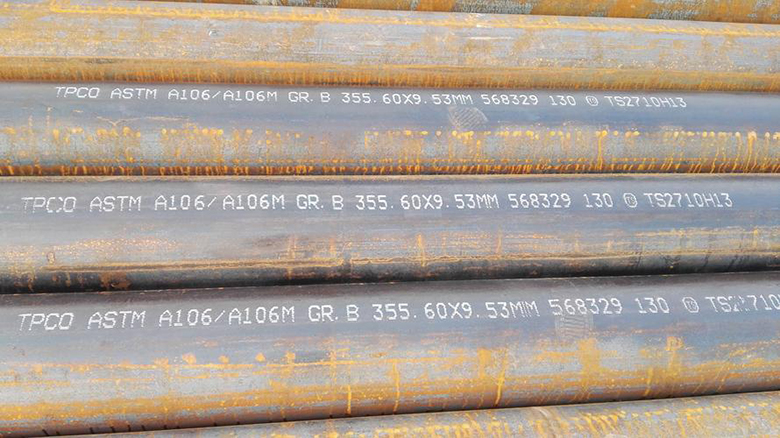 TPCO ASTM A106/A106M GR.B 355.60X9.53MM 568329 130 TS2710H13
TPCO ASTM A106/A106M GR.B 355.60X9.53MM 568329 130 TS2710H13
TPCO ASTM A106/A106M GR.B 355.60X9.53MM 568329 130 TS2710